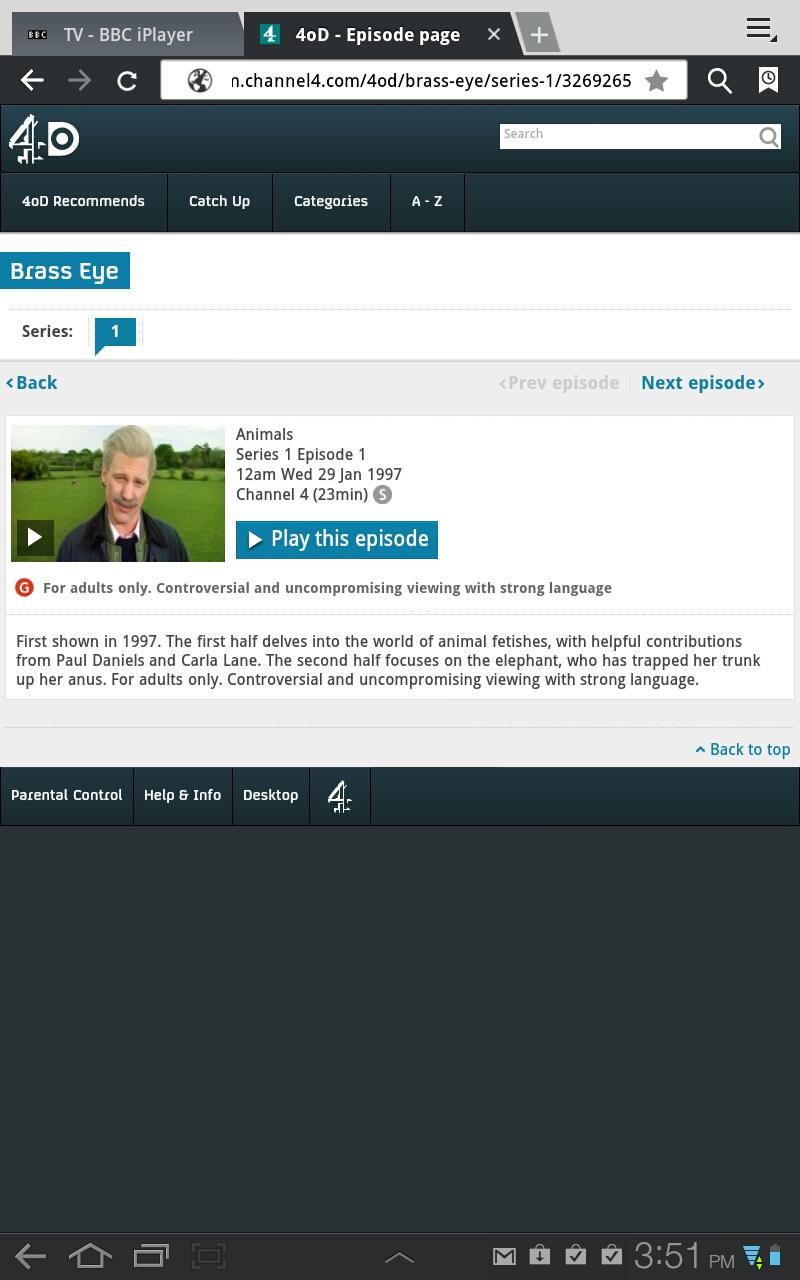 BBC TV - BBC iPlayer
4 4oD - Episode page
n.channel4.com/4od/brass-eye/series-1/3269265
4oD
Search
4oD Recommends Catch Up Categories A - Z
Brass Eye
Series: 1
‹Back ‹Prev episode Next episode›
Animals
Series 1 Episode 1
12am Wed 29 Jan 1997
Channel 4 (23min) S
Play this episode
G For adults only. Controversial and uncompromising viewing with strong language
First shown in 1997. The first half delves into the world of animal fetishes, with helpful contributions
from Paul Daniels and Carla Lane. The second half focuses on the elephant, who has trapped her trunk
up her anus. For adults only. Controversial and uncompromising viewing with strong language.
Back to top
Parental Control Help & Info Desktop 4
3:51 PM